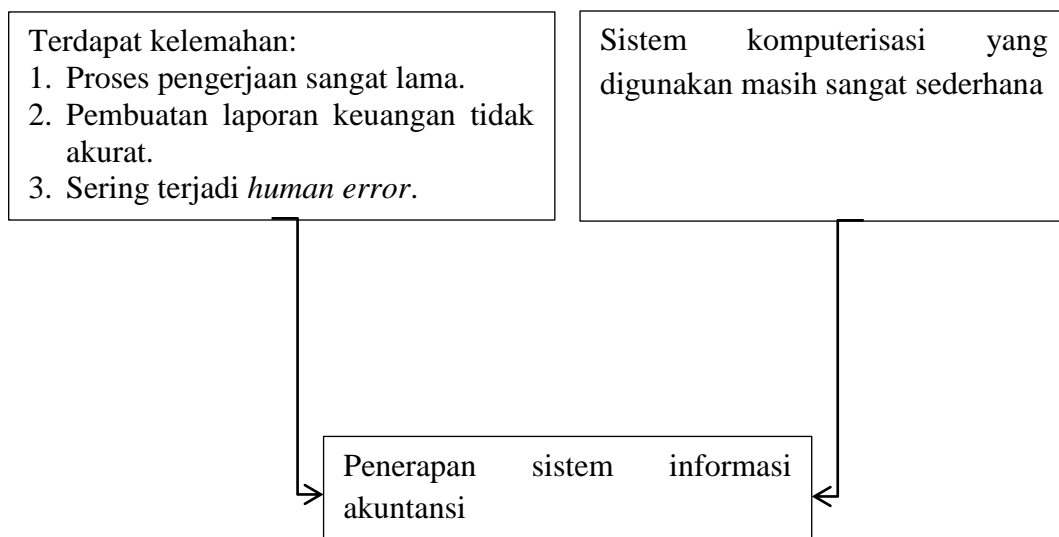 Terdapat kelemahan:
1. Proses pengerjaan sangat lama.
2. Pembuatan laporan keuangan tidak
akurat.
3. Sering terjadi human error.
Sistem komputerisasi yang
digunakan masih sangat sederhana
Penerapan sistem informasi
akuntansi